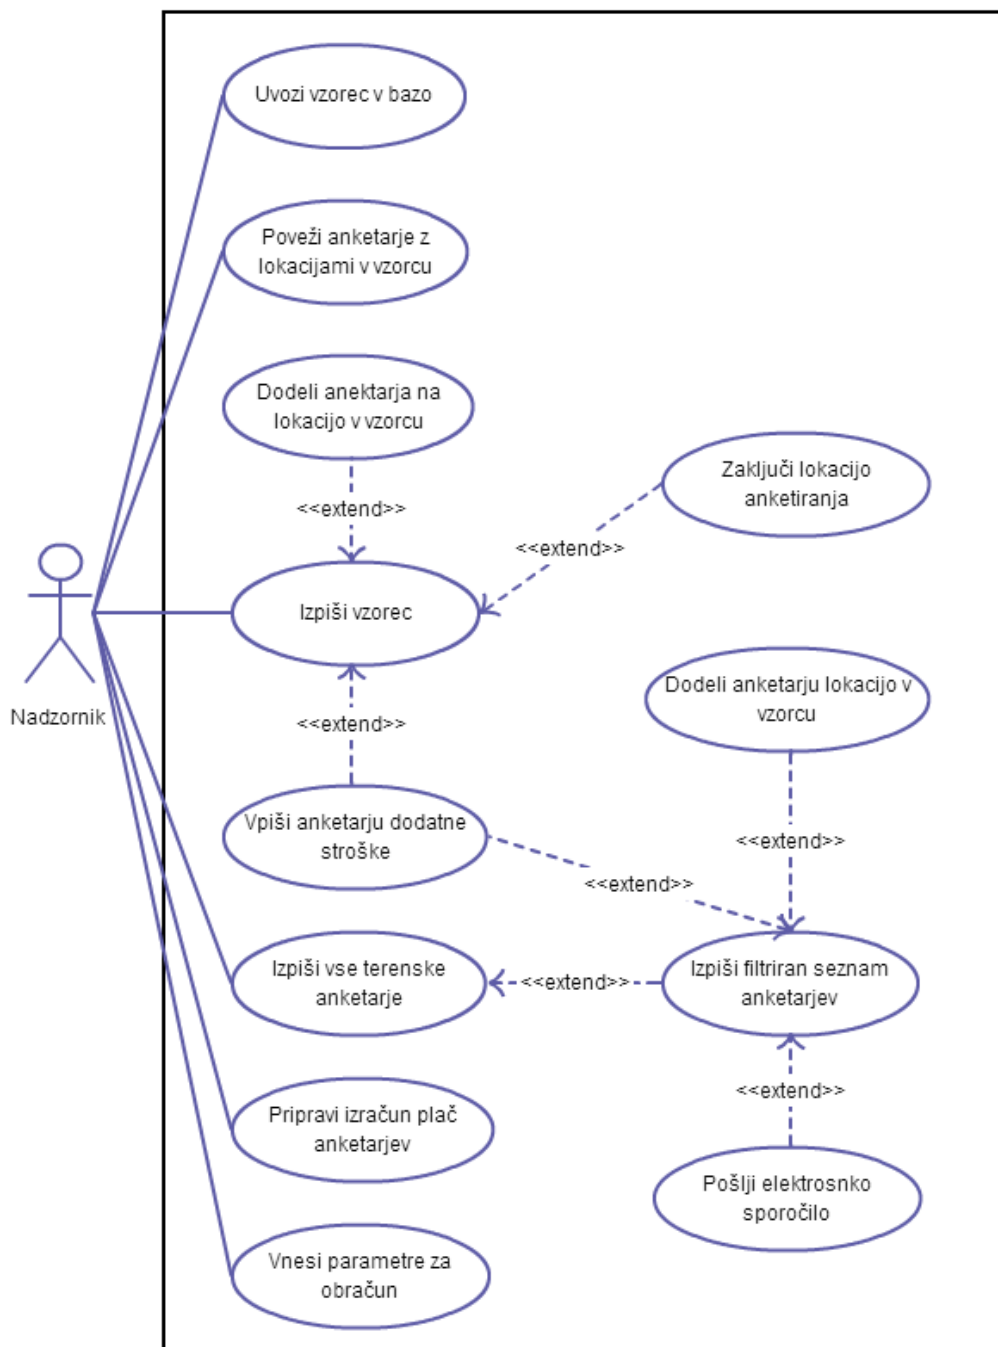 Uvozi vzorec v bazo
Poveži anketarje z
lokacijami v vzorcu
Dodeli anektarja na
lokacijo v vzorcu
<<extend>>
Zaključi lokacijo
anketiranja
<<extend>>
Izpiši vzorec
Nadzornik
<<extend>>
Dodeli anketarju lokacijo v
vzorcu
Vpiši anketarju dodatne
stroške
<<extend>>
<<extend>>
Izpiši vse terenske
anketarje
<<extend>>
Izpiši filtriran seznam
anketarjev
<<extend>>
Pripravi izračun plač
anketarjev
Pošlji elektrosnko
sporočilo
Vnesi parametre za
obračun